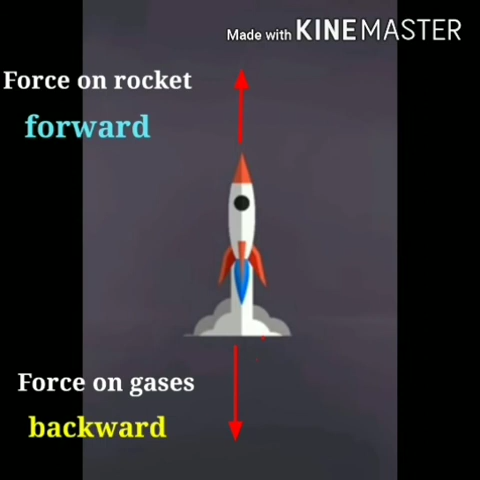 Made with KINEMASTER
Force on rocket
forward
Force on gases
backward